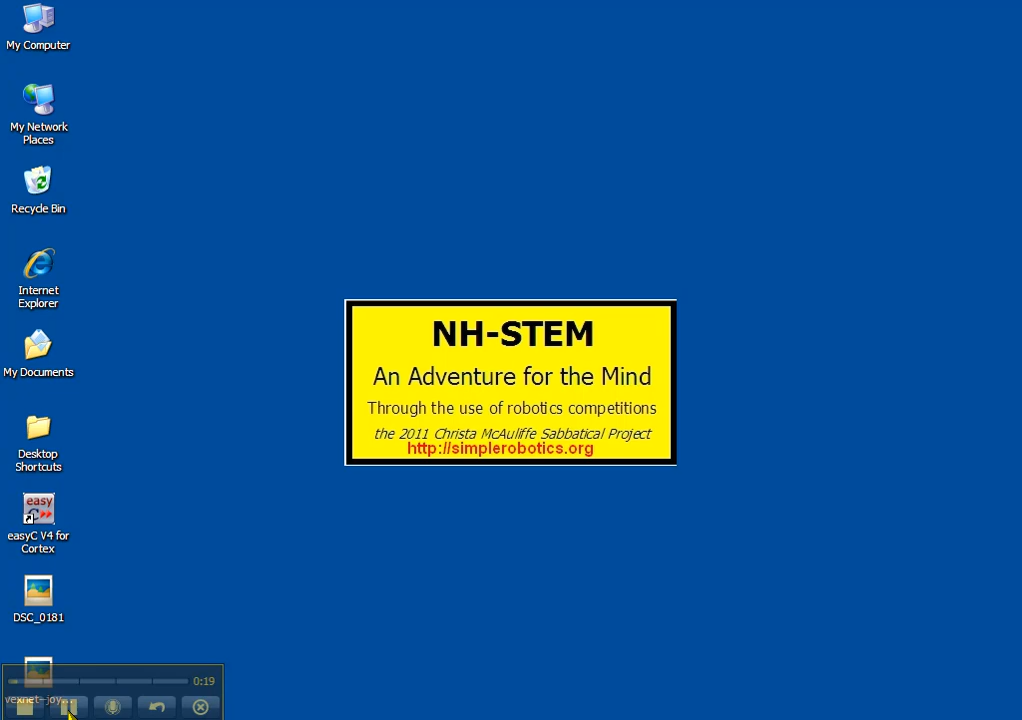 My Computer
My Network
Places
Recycle Bin
Internet
Explorer
My Documents
Desktop
Shortcuts
easy
C
easyC V4 for
Cortex
DSC_0181
vexnet-joy...
0:19
NH-STEM
An Adventure for the Mind
Through the use of robotics competitions
the 2011 Christa McAuliffe Sabbatical Project
http://simplerobotics.org